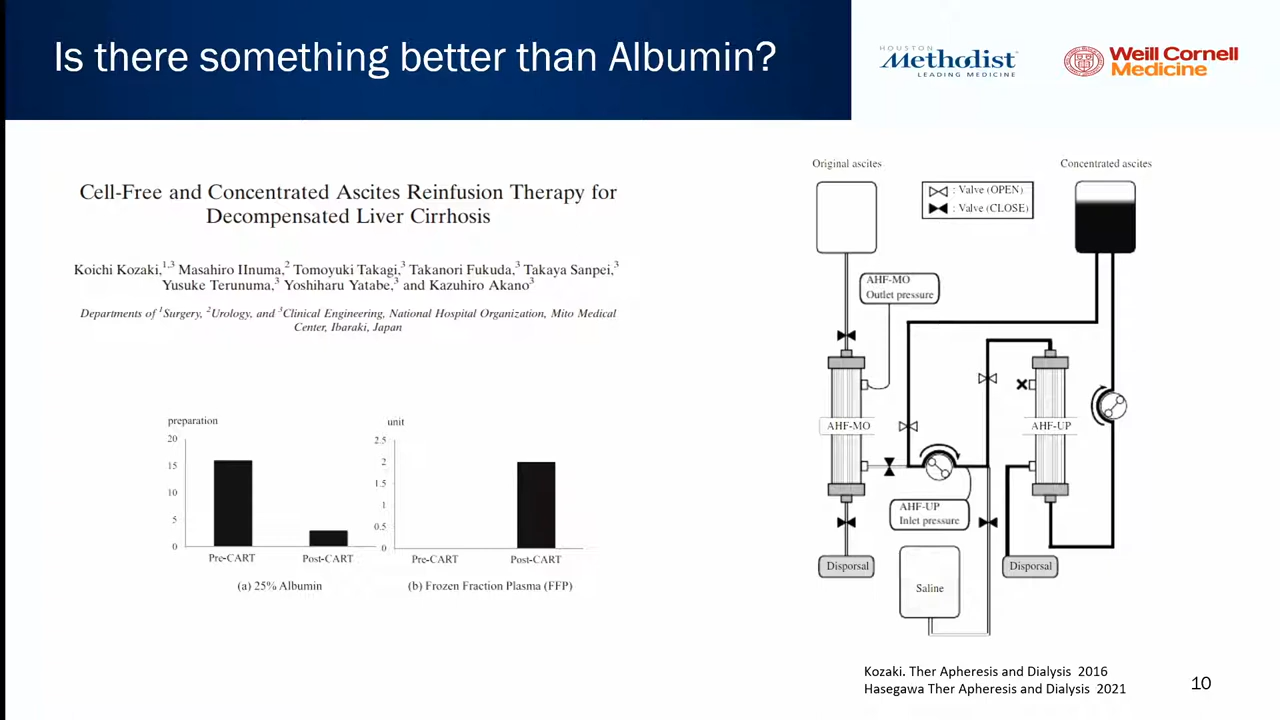 Is there something better than Albumin?
HOUSTON
Methodist
LEADING MEDICINE
Weill Cornell
Medicine
Cell-Free and Concentrated Ascites Reinfusion Therapy for
Decompensated Liver Cirrhosis
Koichi Kozaki,1,3 Masahiro IInuma,2 Tomoyuki Takagi,3 Takanori Fukuda,3 Takaya Sanpei,3
Yusuke Terunuma,3 Yoshiharu Yatabe,3 and Kazuhiro Akano3
Departments of 1Surgery, 2Urology, and 3Clinical Engineering, National Hospital Organization, Mito Medical
Center, Ibaraki, Japan
preparation
20
15
10
5
0
Pre-CART
Post-CART
(a) 25% Albumin
unit
2.5
2
1.5
1
0.5
0
Pre-CART
Post-CART
(b) Frozen Fraction Plasma (FFP)
Original ascites
Concentrated ascites
: Valve (OPEN)
: Valve (CLOSE)
AHF-MO
Outlet pressure
AHF-MO
AHF-UP
AHF-UP
Inlet pressure
Disposal
Disposal
Saline
Kozaki. Ther Apheresis and Dialysis 2016
Hasegawa Ther Apheresis and Dialysis 2021
10